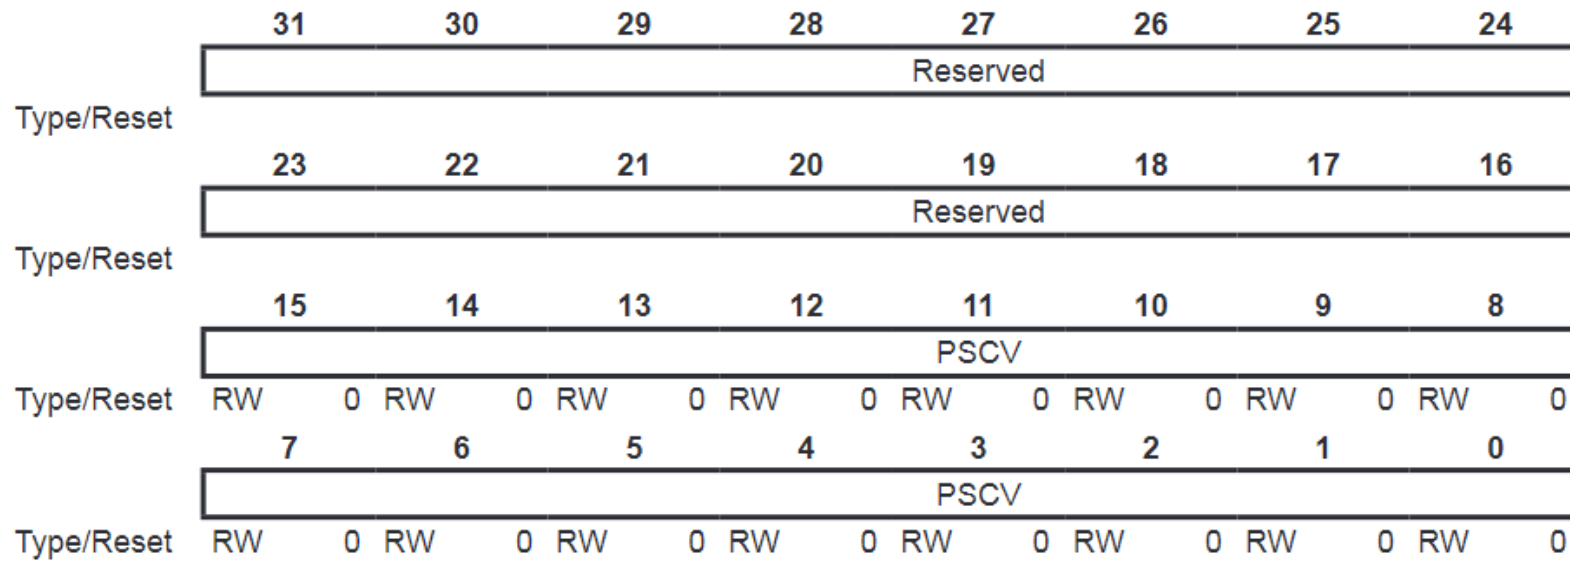 31 30 29 28 27 26 25 24
Reserved
Type/Reset
23 22 21 20 19 18 17 16
Reserved
Type/Reset
15 14 13 12 11 10 9 8
PSCV
Type/Reset RW 0 RW 0 RW 0 RW 0 RW 0 RW 0 RW 0 RW 0
7 6 5 4 3 2 1 0
PSCV
Type/Reset RW 0 RW 0 RW 0 RW 0 RW 0 RW 0 RW 0 RW 0